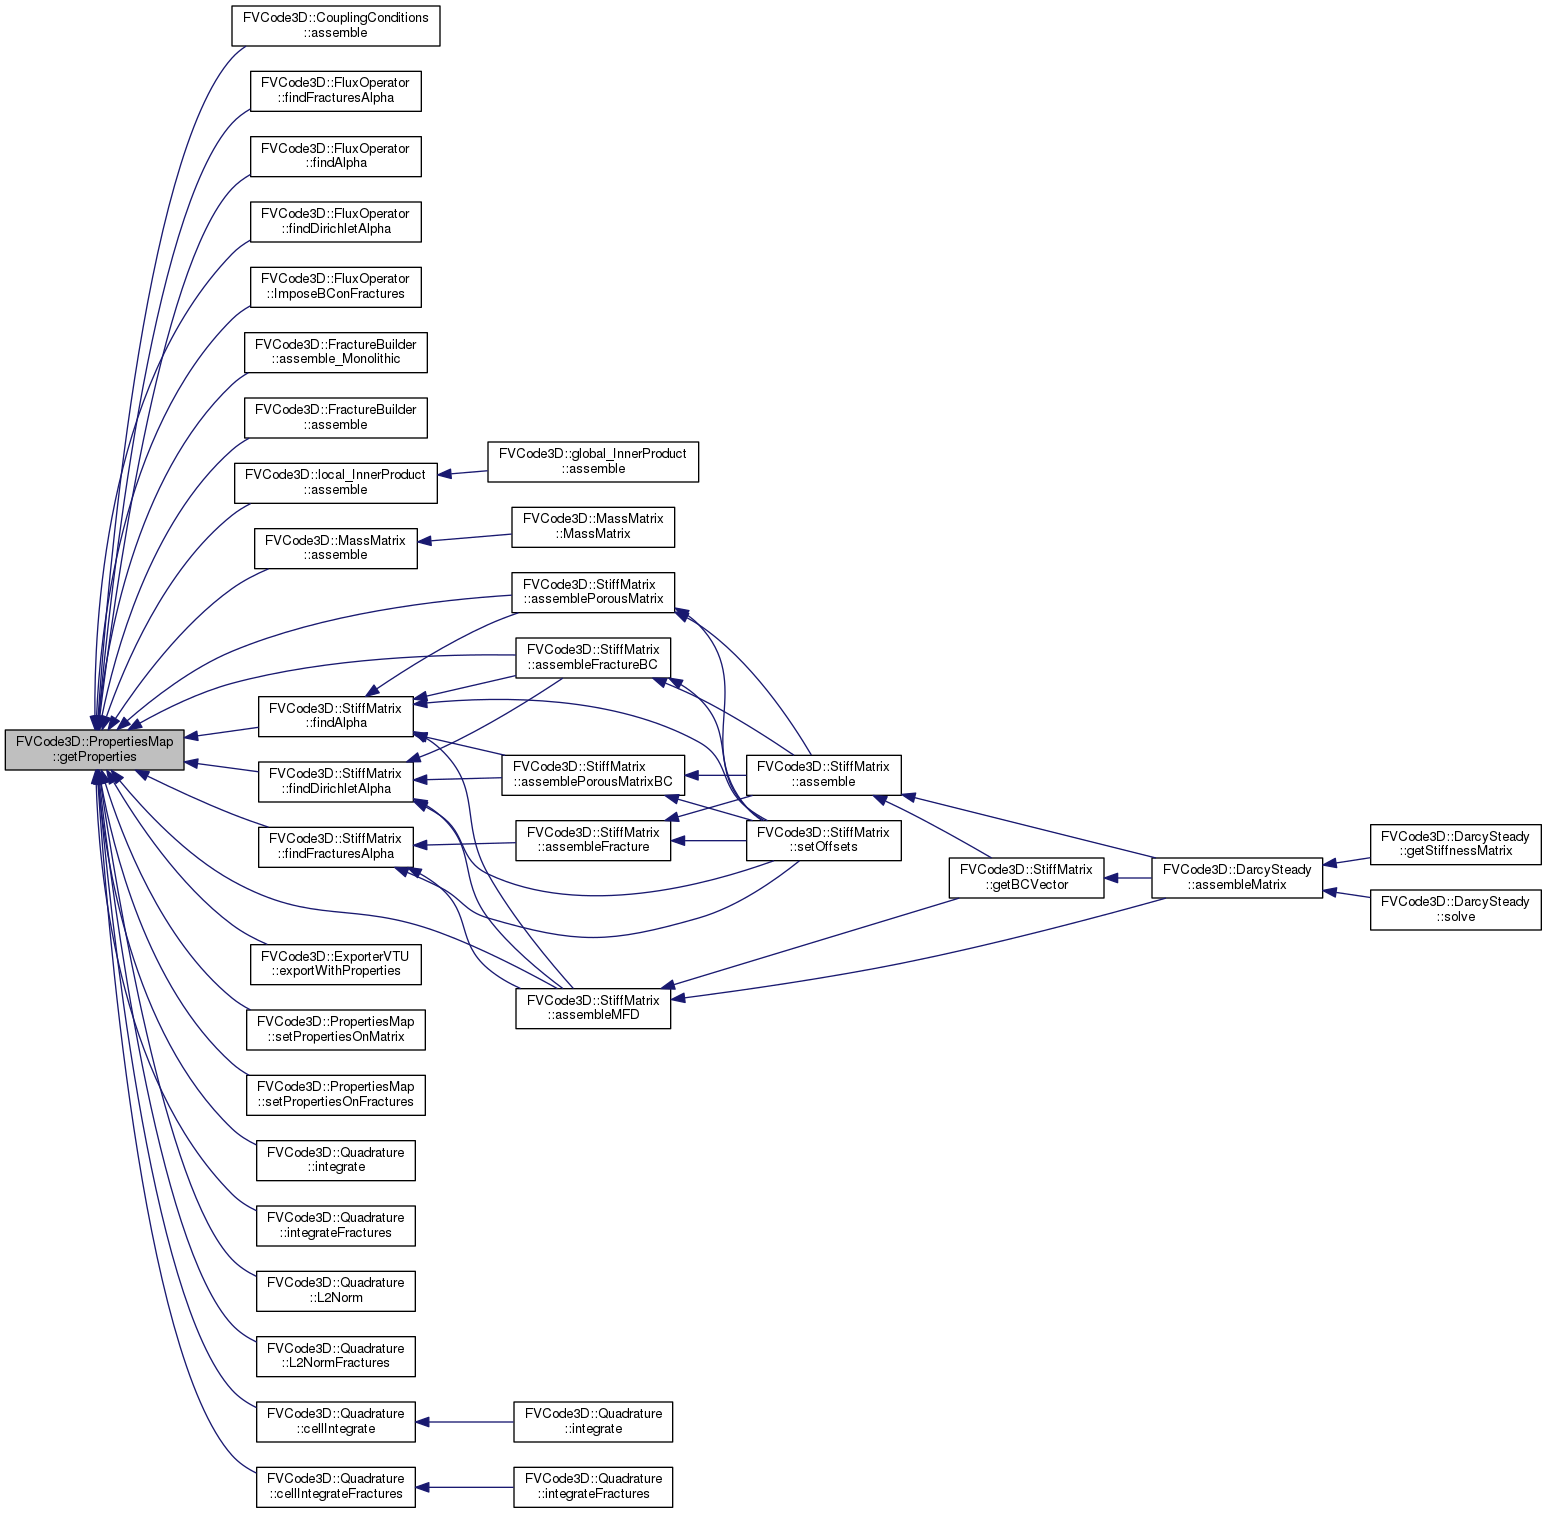 FVCode3D::CouplingConditions
::assemble
FVCode3D::FluxOperator
::findFracturesAlpha
FVCode3D::FluxOperator
::findAlpha
FVCode3D::FluxOperator
::findDirichletAlpha
FVCode3D::FluxOperator
::ImposeBConFractures
FVCode3D::FractureBuilder
::assemble_Monolithic
FVCode3D::FractureBuilder
::assemble
FVCode3D::local_InnerProduct
::assemble
FVCode3D::global_InnerProduct
::assemble
FVCode3D::MassMatrix
::assemble
FVCode3D::MassMatrix
::MassMatrix
FVCode3D::StiffMatrix
::assemblePorousMatrix
FVCode3D::StiffMatrix
::assembleFractureBC
FVCode3D::PropertiesMap
::getProperties
FVCode3D::StiffMatrix
::findAlpha
FVCode3D::StiffMatrix
::findDirichletAlpha
FVCode3D::StiffMatrix
::findFracturesAlpha
FVCode3D::StiffMatrix
::assemblePorousMatrixBC
FVCode3D::StiffMatrix
::assembleFracture
FVCode3D::StiffMatrix
::assemble
FVCode3D::StiffMatrix
::setOffsets
FVCode3D::StiffMatrix
::getBCVector
FVCode3D::DarcySteady
::assembleMatrix
FVCode3D::DarcySteady
::getStiffnessMatrix
FVCode3D::DarcySteady
::solve
FVCode3D::ExporterVTU
::exportWithProperties
FVCode3D::StiffMatrix
::assembleMFD
FVCode3D::PropertiesMap
::setPropertiesOnMatrix
FVCode3D::PropertiesMap
::setPropertiesOnFractures
FVCode3D::Quadrature
::integrate
FVCode3D::Quadrature
::integrateFractures
FVCode3D::Quadrature
::L2Norm
FVCode3D::Quadrature
::L2NormFractures
FVCode3D::Quadrature
::cellIntegrate
FVCode3D::Quadrature
::integrate
FVCode3D::Quadrature
::cellIntegrateFractures
FVCode3D::Quadrature
::integrateFractures